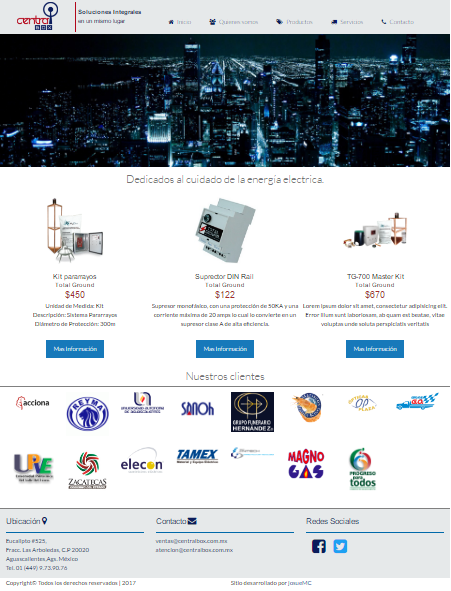 central
BOX
Soluciones Integrales
en un mismo lugar
Inicio
Quienes somos
Productos
Servicios
Contacto
Dedicados al cuidado de la energía electrica.
Kit pararrayos
Total Ground
$450
Unidad de Medida: Kit
Descripción: Sistema Pararrayos
Diámetro de Protección: 300m
Mas Información
Supresor DIN Rail
Total Ground
$122
Supresor monofásico, con una protección de 50KA y una
corriente máxima de 20 amps lo cual lo convierte en un
supresor clase A de alta eficiencia.
Mas Información
TG-700 Master Kit
Total Ground
$670
Lorem ipsum dolor sit amet, consectetur adipisicing elit.
Error illum sunt laboriosam, ab quam est beatae, vitae
voluptas unde soluta perspiciatis veritatis
Mas Información
Nuestros clientes
acciona
REYMA
UNIVERSIDAD AUTONOMA
DE AGUASCALIENTES
SANOH
GRUPO FUNERARIO
HERNANDEZ
UPVE
ZACATECAS
elecon
TAMEX
MAGNO
GAS
PROGRESO
para
todos
Ubicación
Eucalipto #525,
Fracc. Las Arboledas, C.P 20020
Aguascalientes,Ags, México
Tel. 01 (449) 9.73.90.76
Contacto
ventas@centralbox.com.mx
atencion@centralbox.com.mx
Redes Sociales
Copyright© Todos los derechos reservados | 2017
Sitio desarrollado por JosueMC